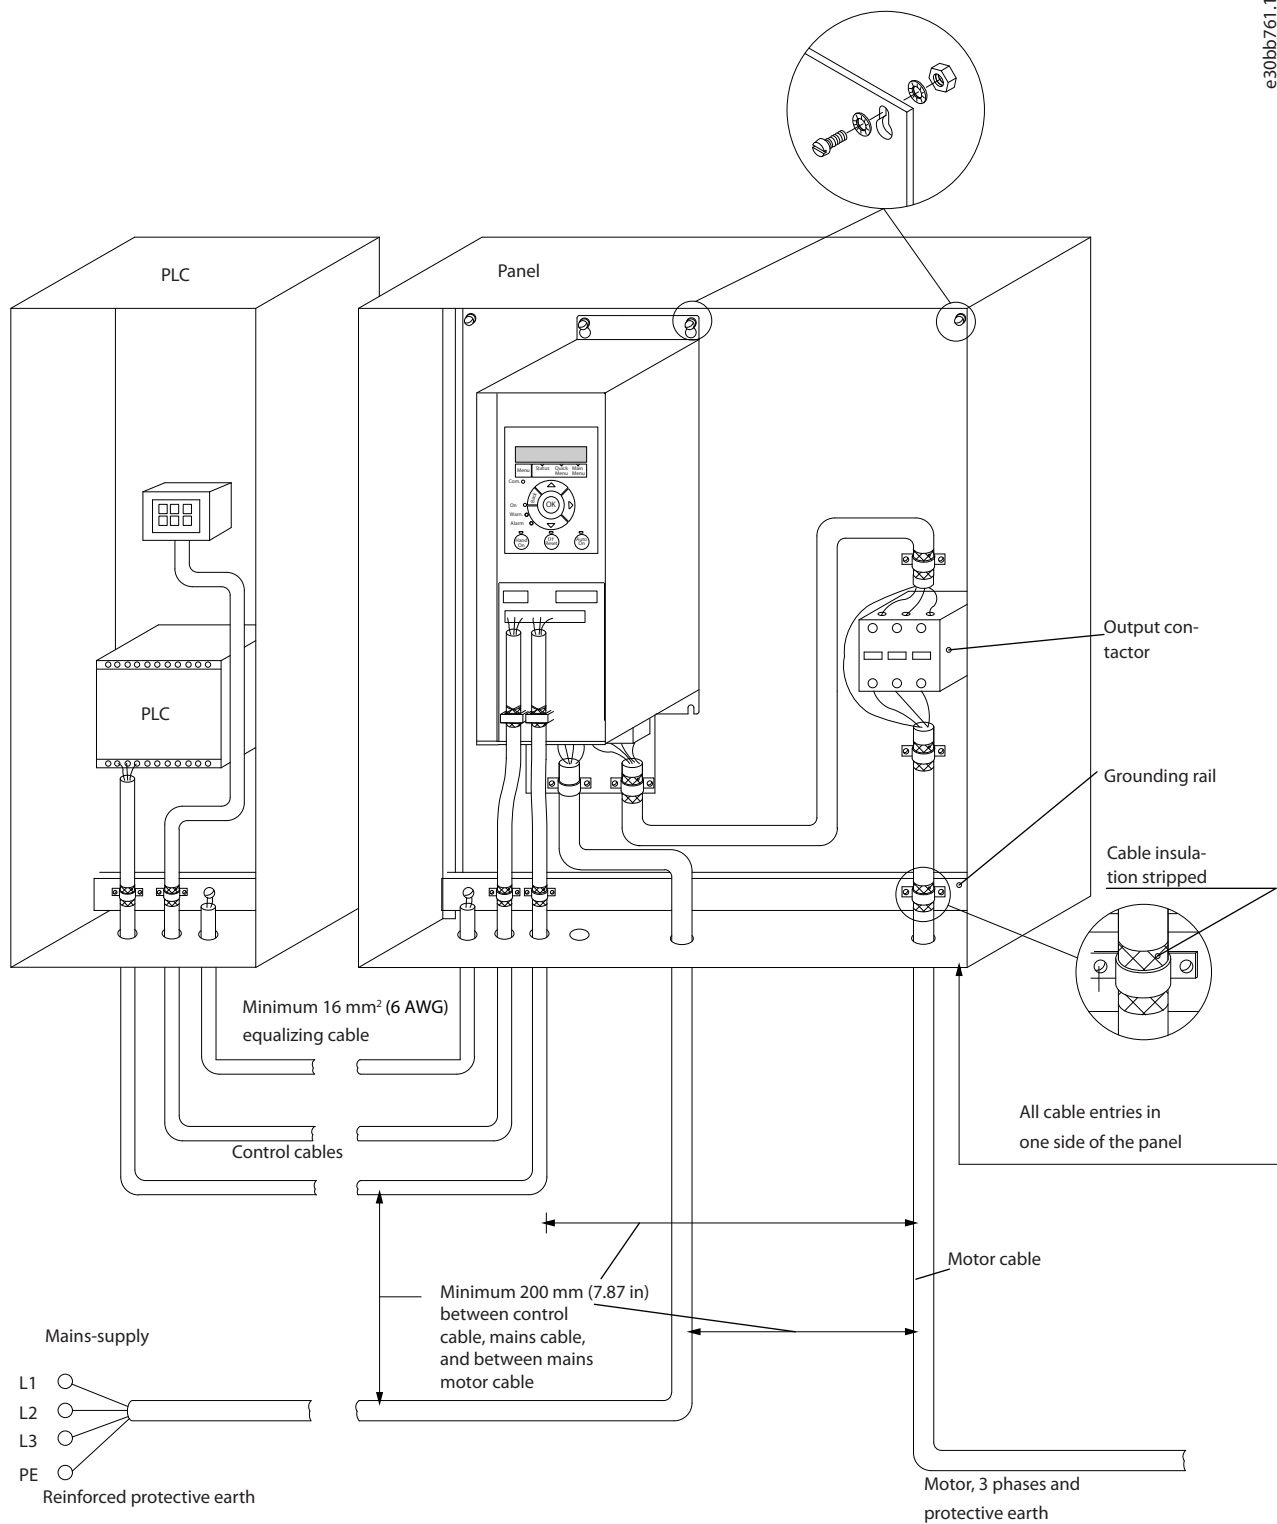 e30bb761.1
PLC
Panel
Menu
Status
Quick
Menu
Main
Menu
Com.
Back
On
OK
Warn.
Alarm
Hand
On
Reset
Auto
On
Output con-
tactor
PLC
Grounding rail
Cable insula-
tion stripped
Minimum 16 mm² (6 AWG)
equalizing cable
All cable entries in
one side of the panel
Control cables
Motor cable
Minimum 200 mm (7.87 in)
between control
cable, mains cable,
and between mains
motor cable
Mains-supply
L1
L2
L3
PE
Reinforced protective earth
Motor, 3 phases and
protective earth